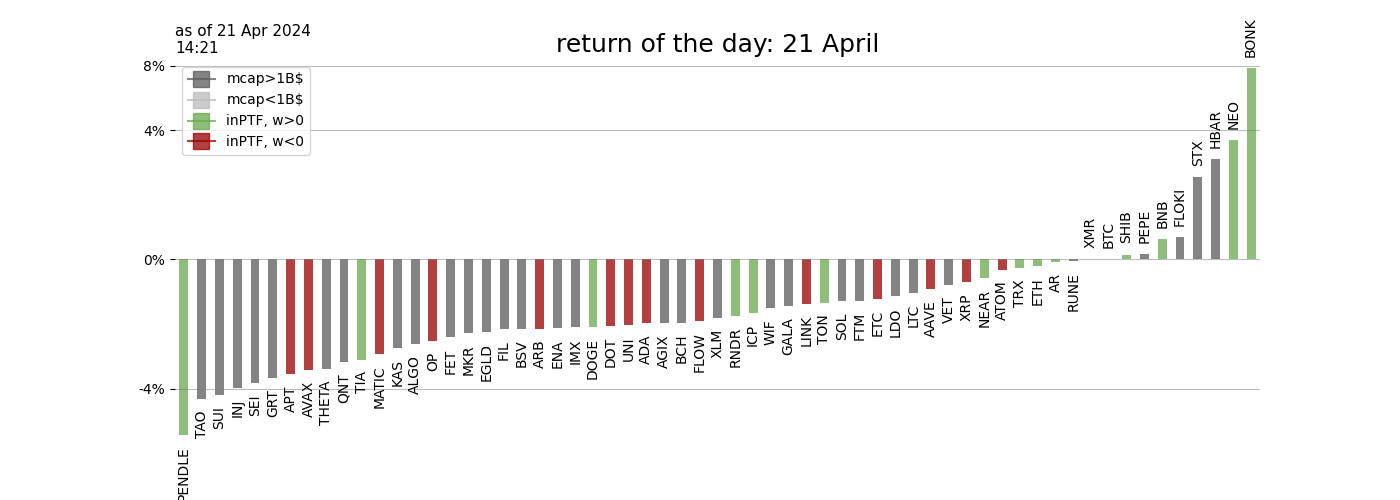 as of 21 Apr 2024
14:21
return of the day: 21 April
8%
4%
0%
-4%
mcap>1B$
mcap<1B$
inPTF, w>0
inPTF, w<0
PENDLE
TAO
SUI
INJ
SEI
GRT
APT
AVAX
THETA
QNT
TIA
MATIC
KAS
ALGO
OP
FET
MKR
EGLD
FIL
BSV
ARB
ENA
IMX
DOGE
DOT
UNI
ADA
AGIX
BCH
FLOW
XLM
RNDR
ICP
WIF
GALA
LINK
TON
SOL
FTM
ETC
LDO
LTC
AAVE
VET
XRP
NEAR
ATOM
TRX
ETH
AR
RUNE
XMR
BTC
SHIB
PEPE
BNB
FLOKI
STX
HBAR
NEO
BONK